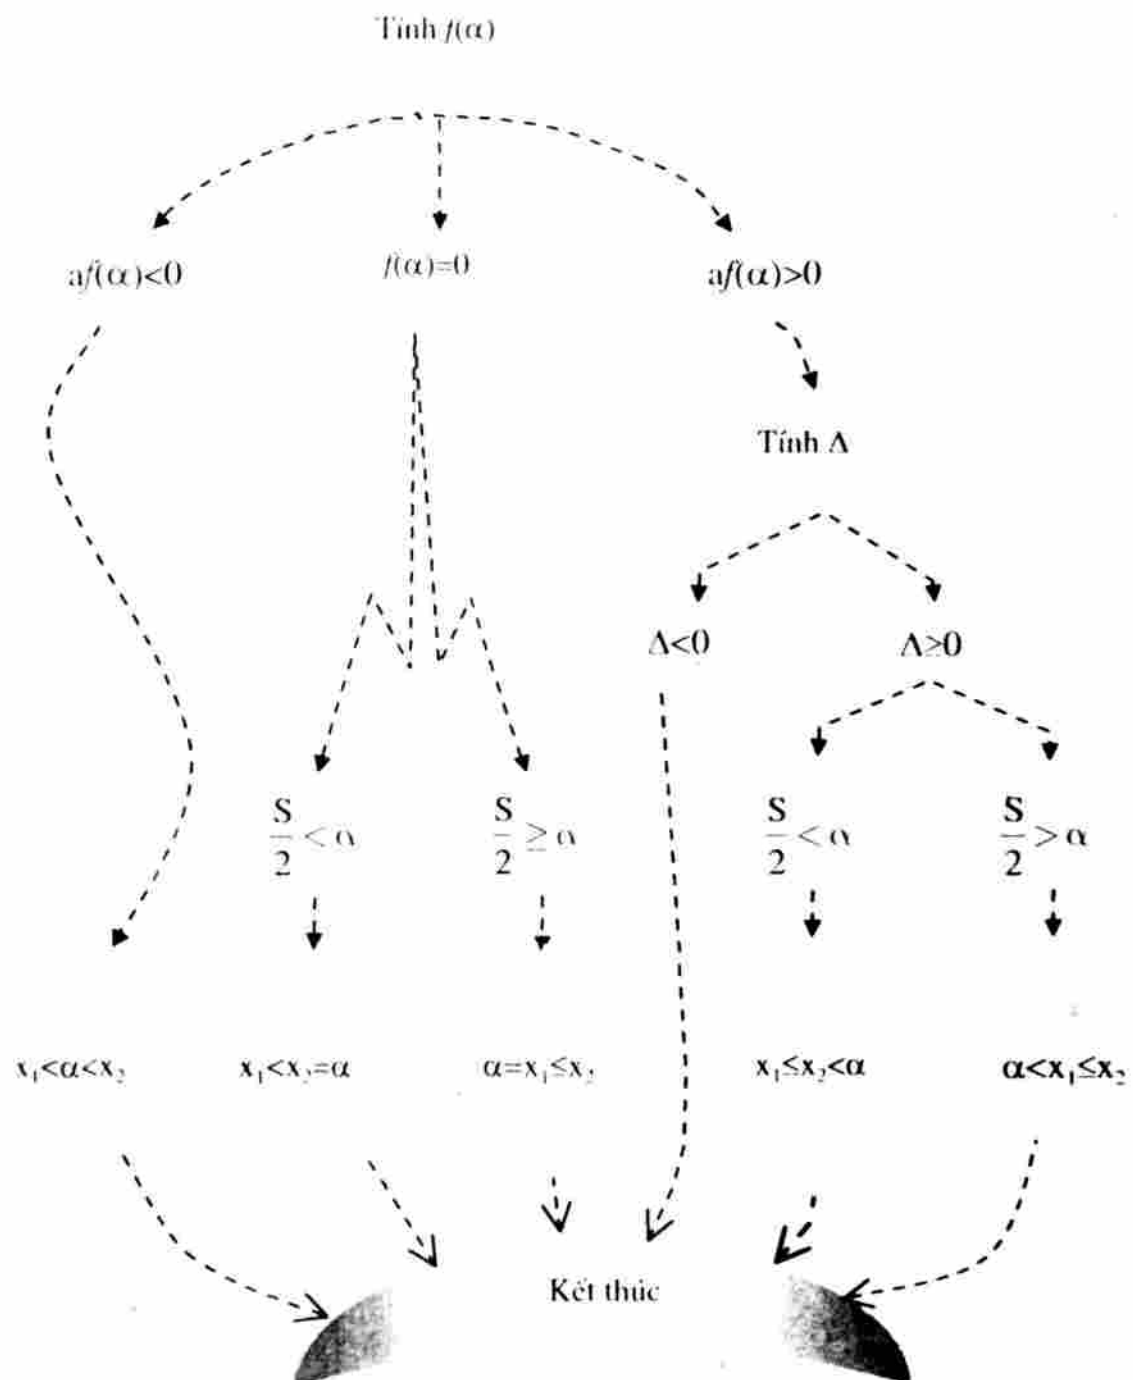 Tính f(α)
af(α)<0 f(α)=0 af(α)>0
Tính Δ
Δ<0 Δ≥0
S/2 < α S/2 ≥ α S/2 < α S/2 > α
x₁<α<x₂ x₁<x₂=α α=x₁≤x₂ x₁≤x₂<α α<x₁≤x₂
Kết thúc